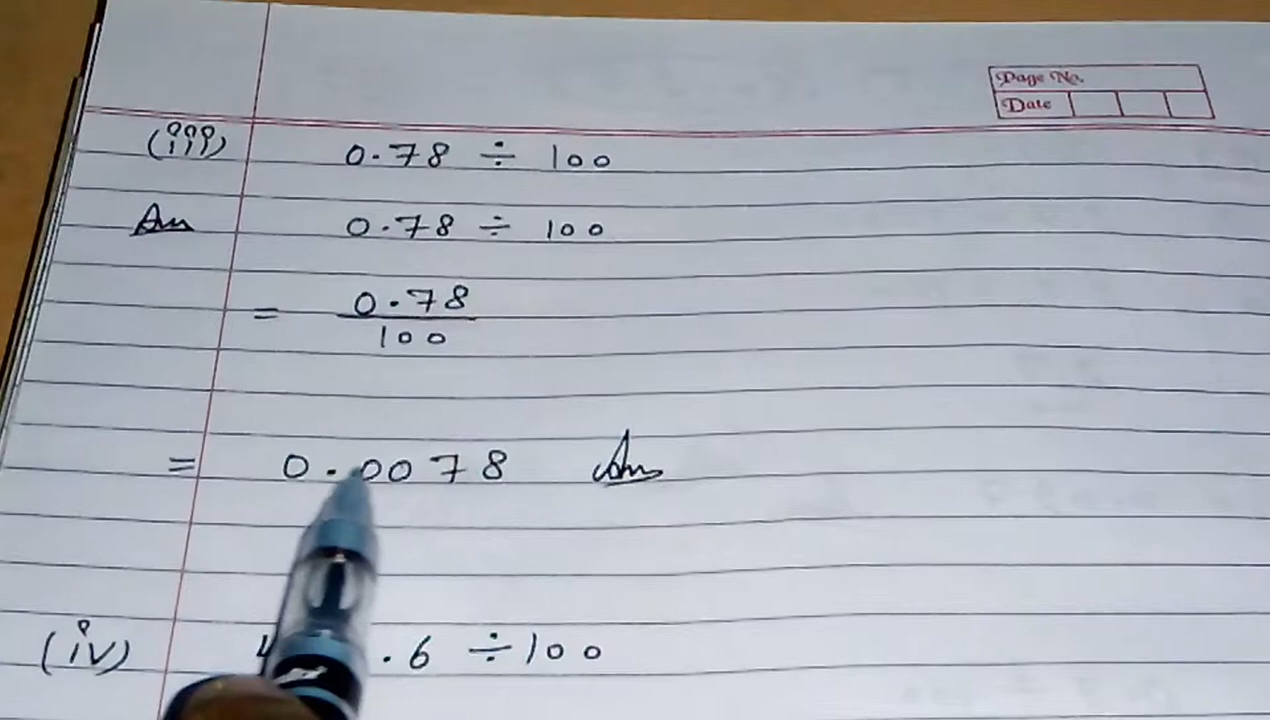 Page No.
Date
(iii) 0.78 ÷ 100
Ans 0.78 ÷ 100
= 0.78
100
= 0.0078 Ans
(iv) .6 ÷ 100